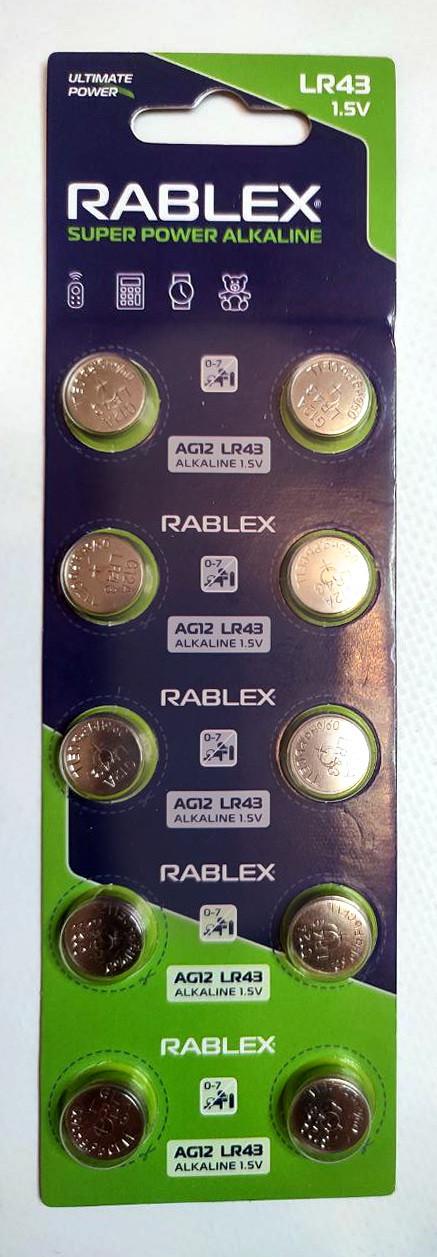 ULTIMATE
POWER
LR43
1.5V
RABLEX®
SUPER POWER ALKALINE
0-7
AG12 LR43
ALKALINE 1.5V
RABLEX
0-7
AG12 LR43
ALKALINE 1.5V
RABLEX
0-7
AG12 LR43
ALKALINE 1.5V
RABLEX
0-7
AG12 LR43
ALKALINE 1.5V
RABLEX
0-7
AG12 LR43
ALKALINE 1.5V